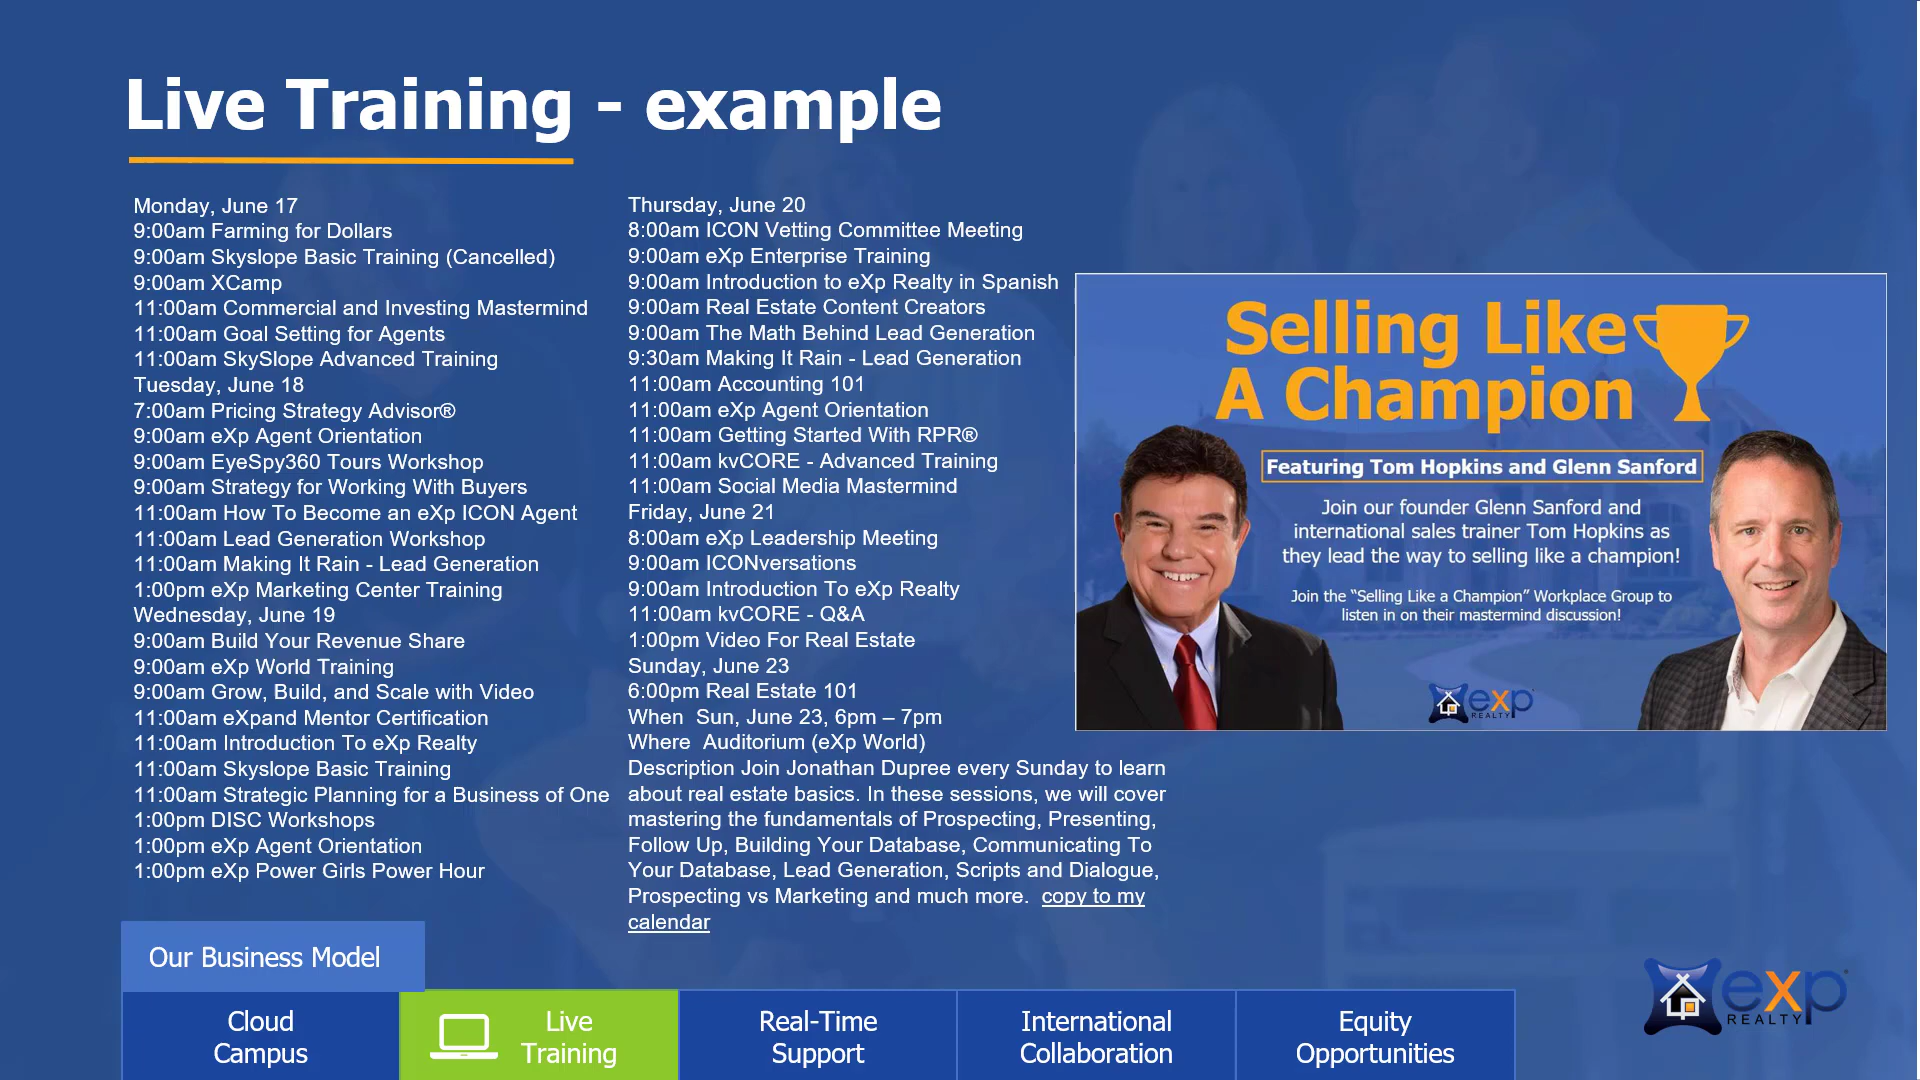 Live Training - example
Monday, June 17
9:00am Farming for Dollars
9:00am Skyslope Basic Training (Cancelled)
9:00am XCamp
11:00am Commercial and Investing Mastermind
11:00am Goal Setting for Agents
11:00am SkySlope Advanced Training
Tuesday, June 18
7:00am Pricing Strategy Advisor®
9:00am eXp Agent Orientation
9:00am EyeSpy360 Tours Workshop
9:00am Strategy for Working With Buyers
11:00am How To Become an eXp ICON Agent
11:00am Lead Generation Workshop
11:00am Making It Rain - Lead Generation
1:00pm eXp Marketing Center Training
Wednesday, June 19
9:00am Build Your Revenue Share
9:00am eXp World Training
9:00am Grow, Build, and Scale with Video
11:00am eXpand Mentor Certification
11:00am Introduction To eXp Realty
11:00am Skyslope Basic Training
11:00am Strategic Planning for a Business of One
1:00pm DISC Workshops
1:00pm eXp Agent Orientation
1:00pm eXp Power Girls Power Hour
Thursday, June 20
8:00am ICON Vetting Committee Meeting
9:00am eXp Enterprise Training
9:00am Introduction to eXp Realty in Spanish
9:00am Real Estate Content Creators
9:00am The Math Behind Lead Generation
9:30am Making It Rain - Lead Generation
11:00am Accounting 101
11:00am eXp Agent Orientation
11:00am Getting Started With RPR®
11:00am kvCORE - Advanced Training
11:00am Social Media Mastermind
Friday, June 21
8:00am eXp Leadership Meeting
9:00am ICONversations
9:00am Introduction To eXp Realty
11:00am kvCORE - Q&A
1:00pm Video For Real Estate
Sunday, June 23
6:00pm Real Estate 101
When  Sun, June 23, 6pm – 7pm
Where  Auditorium (eXp World)
Description Join Jonathan Dupree every Sunday to learn
about real estate basics. In these sessions, we will cover
mastering the fundamentals of Prospecting, Presenting,
Follow Up, Building Your Database, Communicating To
Your Database, Lead Generation, Scripts and Dialogue,
Prospecting vs Marketing and much more.  copy to my
calendar
Selling Like
A Champion
Featuring Tom Hopkins and Glenn Sanford
Join our founder Glenn Sanford and
international sales trainer Tom Hopkins as
they lead the way to selling like a champion!
Join the “Selling Like a Champion” Workplace Group to
listen in on their mastermind discussion!
eXp
REALTY
Our Business Model
Cloud
Campus
Live
Training
Real-Time
Support
International
Collaboration
Equity
Opportunities
eXp
REALTY